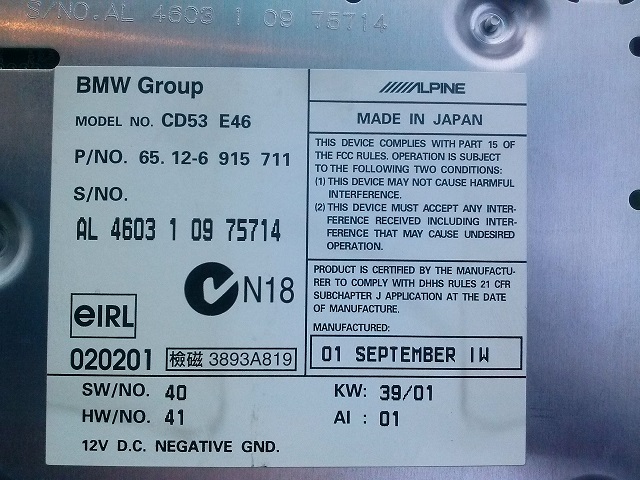 S/NO. AL 4603 1 09 75714
BMW Group
MODEL NO. CD53 E46
P/NO. 65. 12-6 915 711
S/NO.
AL 4603 1 09 75714
N18
eIRL
020201
檢磁 3893A819
ALPINE
MADE IN JAPAN
THIS DEVICE COMPLIES WITH PART 15 OF
THE FCC RULES. OPERATION IS SUBJECT
TO THE FOLLOWING TWO CONDITIONS:
(1) THIS DEVICE MAY NOT CAUSE HARMFUL
INTERFERENCE.
(2) THIS DEVICE MUST ACCEPT ANY INTER-
FERENCE RECEIVED INCLUDING INTER-
FERENCE THAT MAY CAUSE UNDESIRED
OPERATION.
PRODUCT IS CERTIFIED BY THE MANUFACTU-
RER TO COMPLY WITH DHHS RULES 21 CFR
SUBCHAPTER J APPLICATION AT THE DATE
OF MANUFACTURE.
MANUFACTURED:
01 SEPTEMBER 1W
SW/NO. 40
HW/NO. 41
12V D.C. NEGATIVE GND.
KW: 39/01
AI : 01